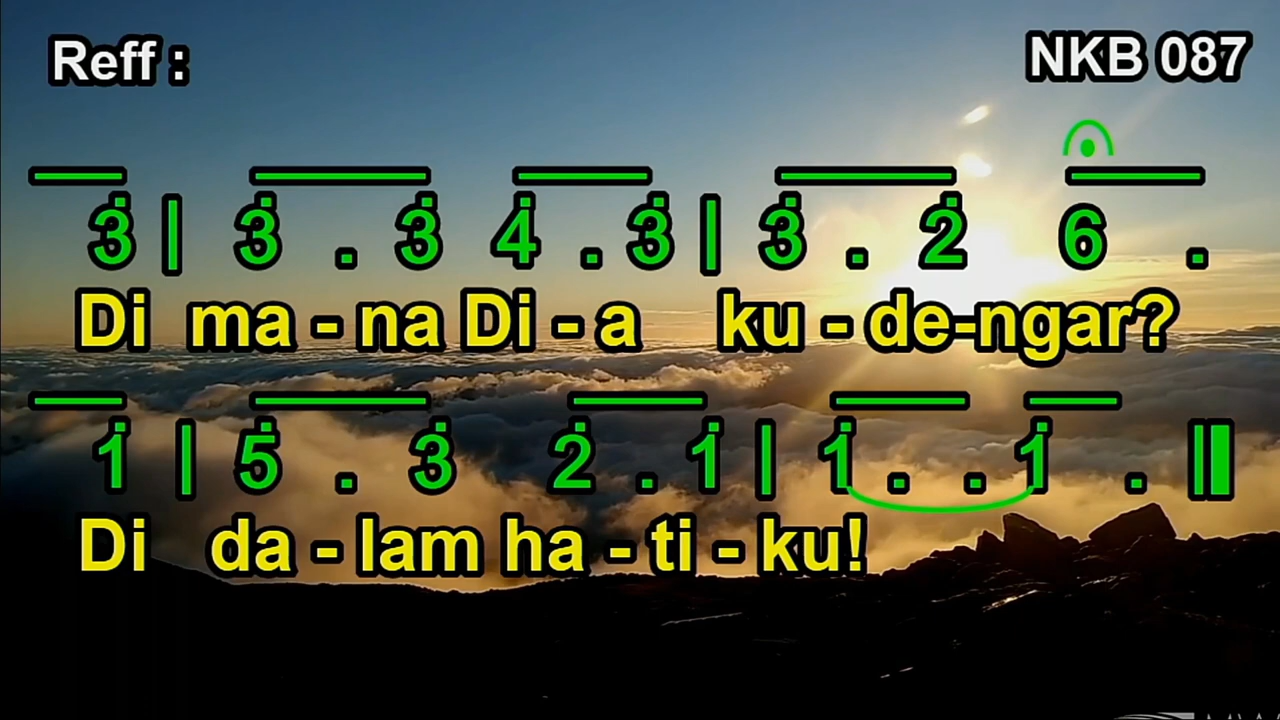 Reff : NKB 087
3̇ | 3̇ . 3̇ 4̇ . 3̇ | 3̇ . 2̇ 6 .
Di ma - na Di - a ku - de-ngar?
1̇ | 5̇ . 3̇ 2̇ . 1̇ | 1̇ . . 1̇ . ||
Di da - lam ha - ti - ku!